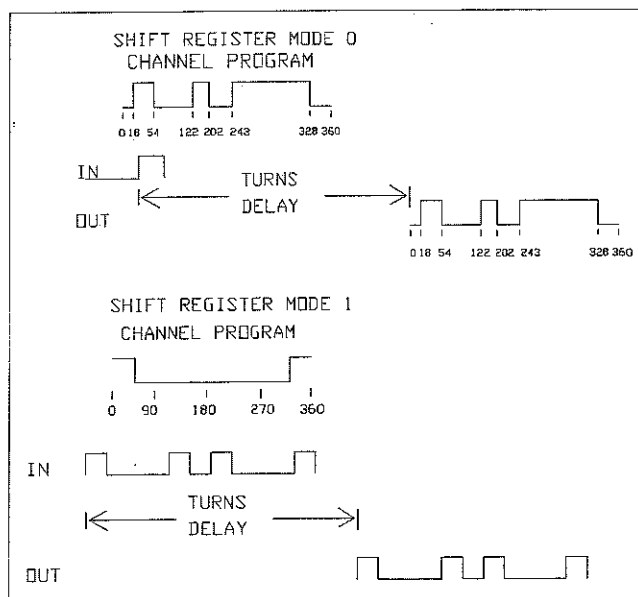 SHIFT REGISTER MODE 0
CHANNEL PROGRAM
0 18 54 122 202 243 328 360
IN
TURNS
DELAY
OUT
0 18 54 122 202 243 328 360
SHIFT REGISTER MODE 1
CHANNEL PROGRAM
0 90 180 270 360
IN
TURNS
DELAY
OUT